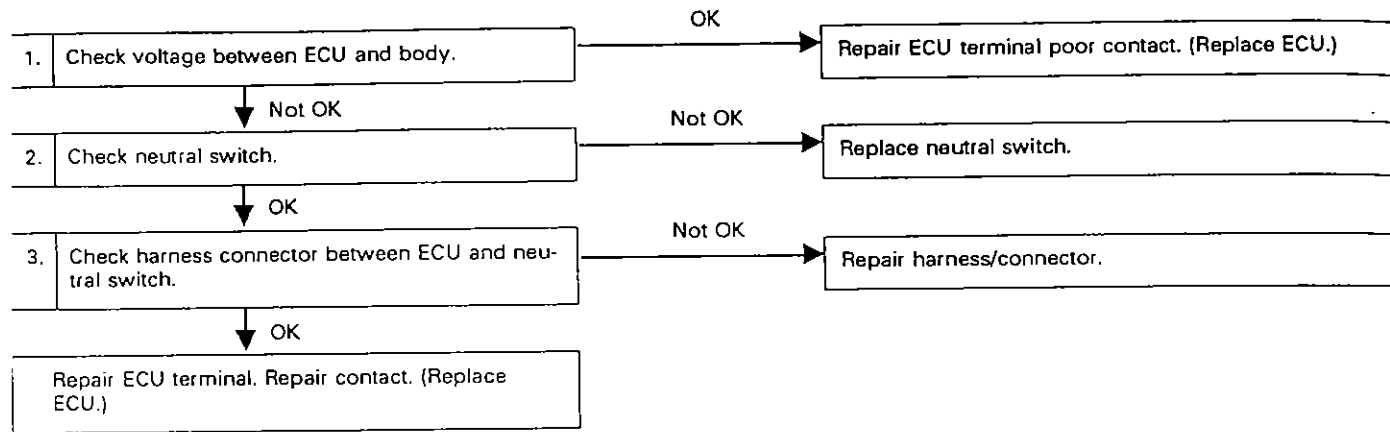 OK
1. Check voltage between ECU and body.
Repair ECU terminal poor contact. (Replace ECU.)
Not OK
Not OK
2. Check neutral switch.
Replace neutral switch.
OK
Not OK
3. Check harness connector between ECU and neu-
tral switch.
Repair harness/connector.
OK
Repair ECU terminal. Repair contact. (Replace
ECU.)